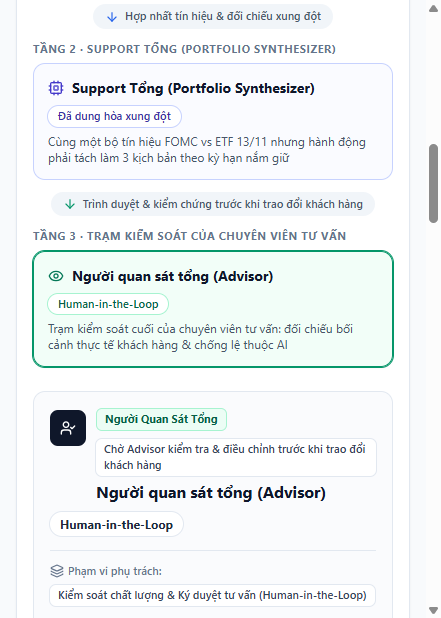 Hợp nhất tín hiệu & đối chiếu xung đột
TẦNG 2 · SUPPORT TỔNG (PORTFOLIO SYNTHESIZER)
Support Tổng (Portfolio Synthesizer)
Đã dung hòa xung đột
Cùng một bộ tín hiệu FOMC vs ETF 13/11 nhưng hành động
phải tách làm 3 kịch bản theo kỳ hạn nắm giữ
Trình duyệt & kiểm chứng trước khi trao đổi khách hàng
TẦNG 3 · TRẠM KIỂM SOÁT CỦA CHUYÊN VIÊN TƯ VẤN
Người quan sát tổng (Advisor)
Human-in-the-Loop
Trạm kiểm soát cuối của chuyên viên tư vấn: đối chiếu bối
cảnh thực tế khách hàng & chống lệ thuộc AI
Người Quan Sát Tổng
Chờ Advisor kiểm tra & điều chỉnh trước khi trao đổi
khách hàng
Người quan sát tổng (Advisor)
Human-in-the-Loop
Phạm vi phụ trách:
Kiểm soát chất lượng & Ký duyệt tư vấn (Human-in-the-Loop)